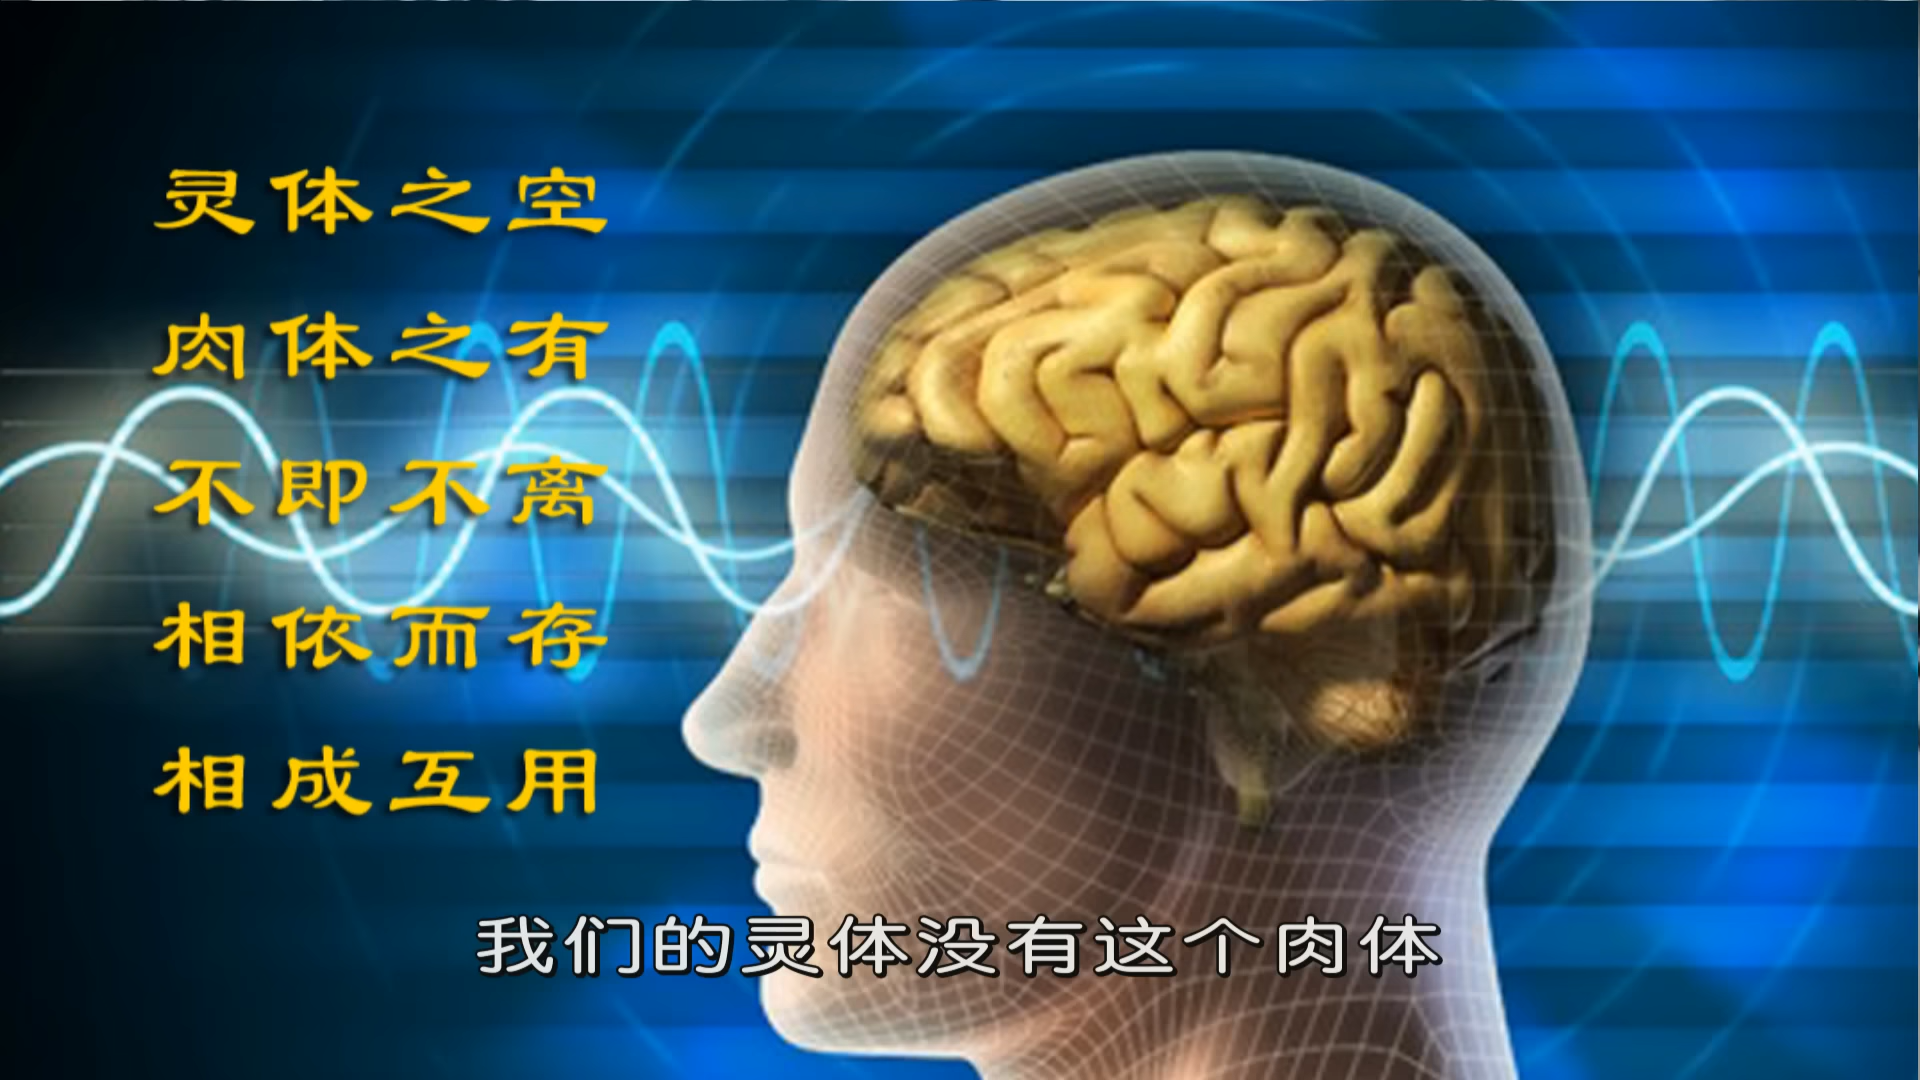 灵体之空
肉体之有
不即不离
相依而存
相成互用
我们的灵体没有这个肉体